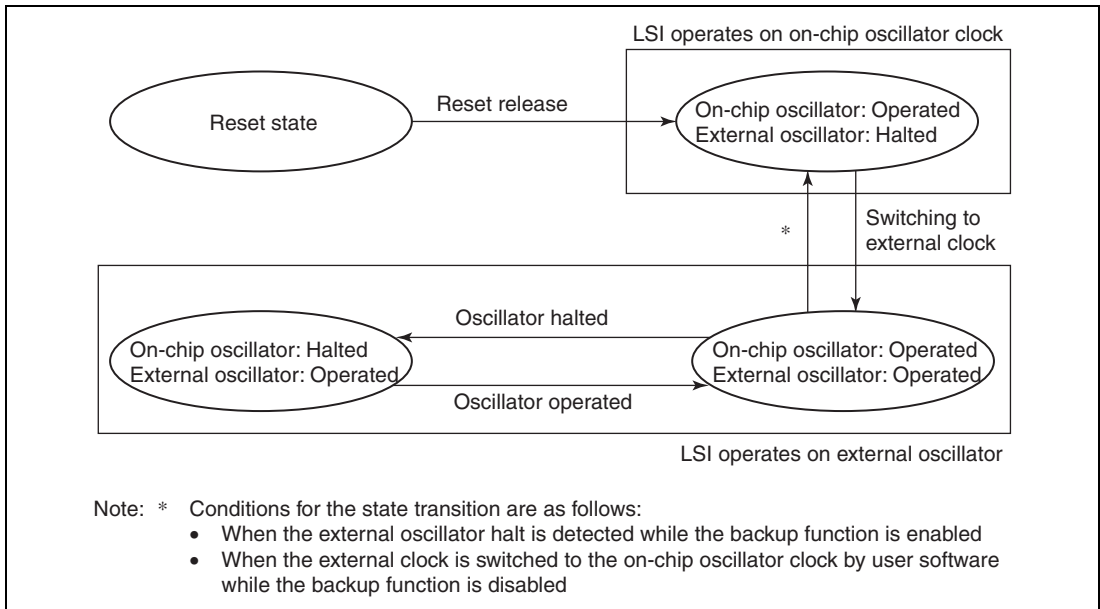 LSI operates on on-chip oscillator clock
Reset state
Reset release
On-chip oscillator: Operated
External oscillator: Halted
*
Switching to
external clock
Oscillator halted
On-chip oscillator: Halted
External oscillator: Operated
On-chip oscillator: Operated
External oscillator: Operated
Oscillator operated
LSI operates on external oscillator
Note: * Conditions for the state transition are as follows:
• When the external oscillator halt is detected while the backup function is enabled
• When the external clock is switched to the on-chip oscillator clock by user software
while the backup function is disabled